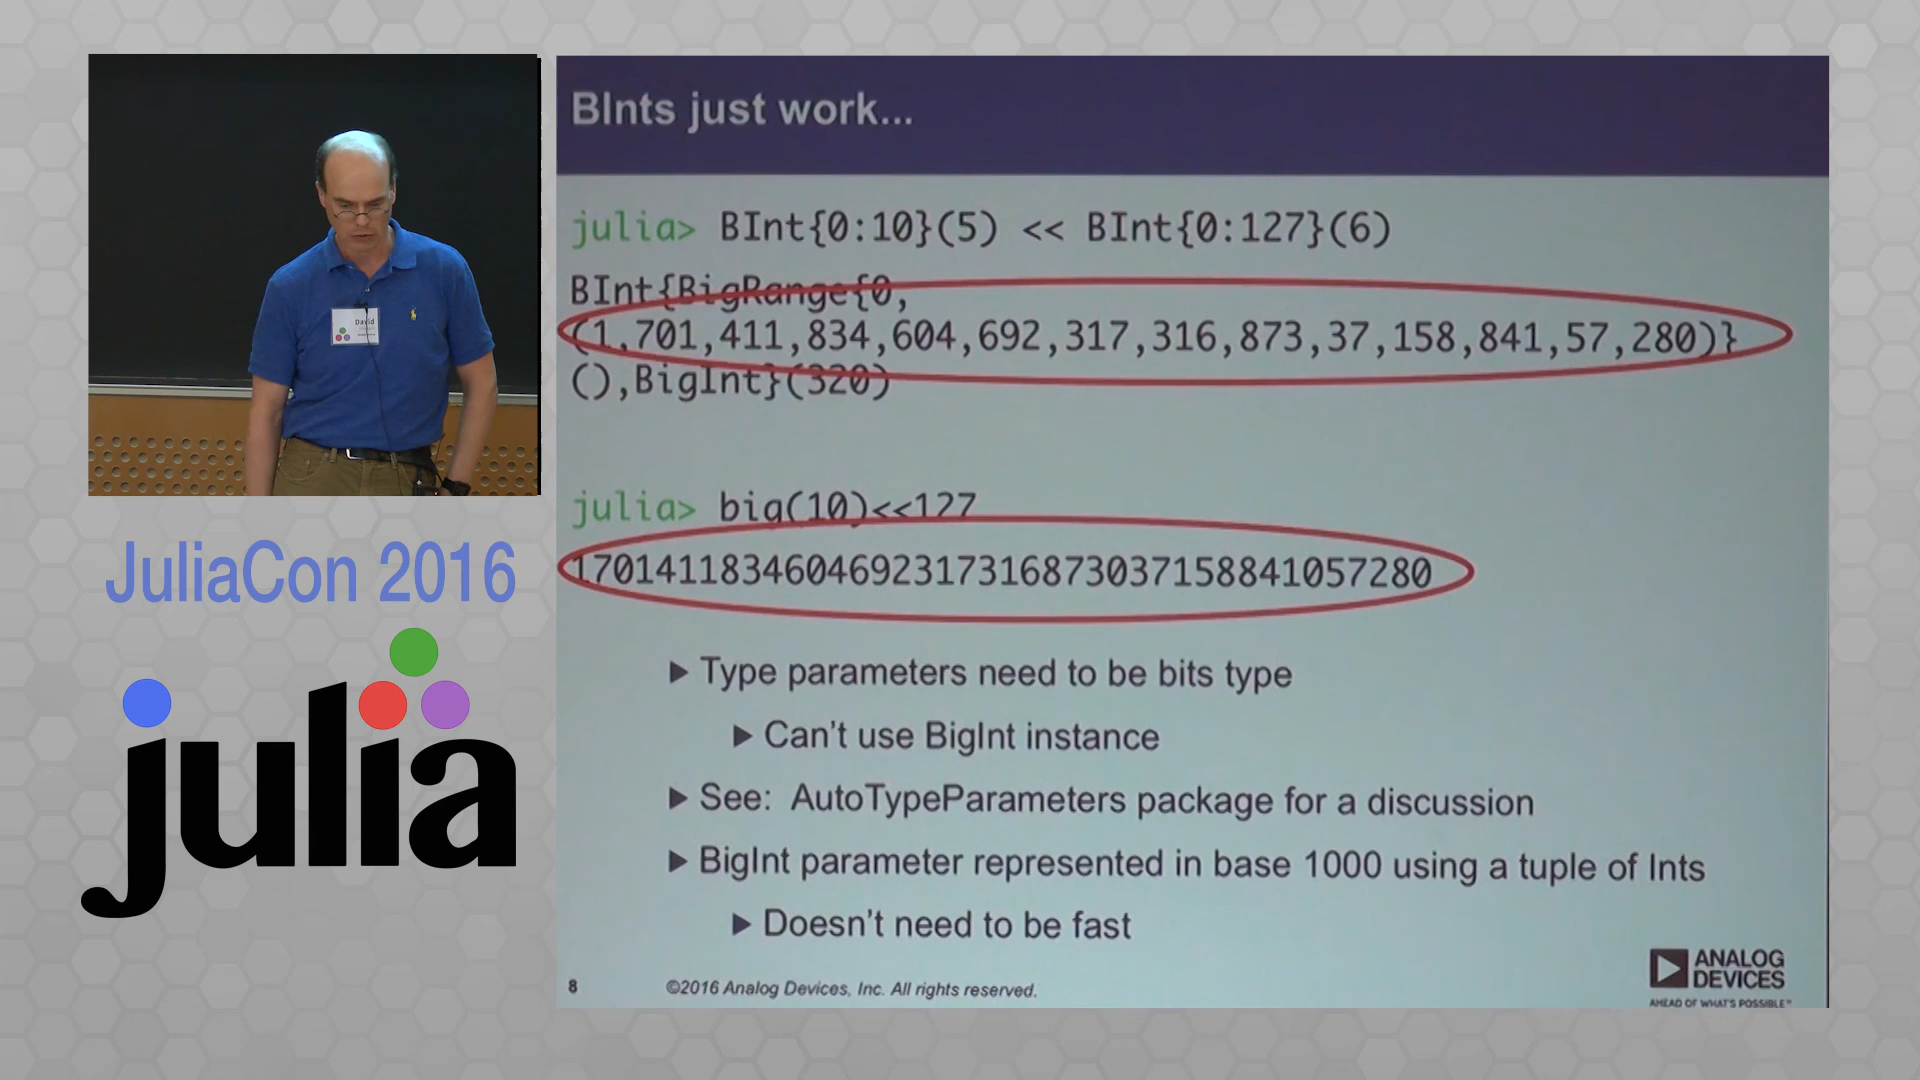 BInts just work...
julia> BInt{0:10}(5) << BInt{0:127}(6)
BInt{BigRange{0,
(1,701,411,834,604,692,317,316,873,37,158,841,57,280)}
(),BigInt}(320)
julia> big(10)<<127
1701411834604692317316873037158841057280
▶ Type parameters need to be bits type
▶ Can't use BigInt instance
▶ See: AutoTypeParameters package for a discussion
▶ BigInt parameter represented in base 1000 using a tuple of Ints
▶ Doesn't need to be fast
8 ©2016 Analog Devices, Inc. All rights reserved.
ANALOG
DEVICES
AHEAD OF WHAT'S POSSIBLE™
David
JuliaCon 2016
julia